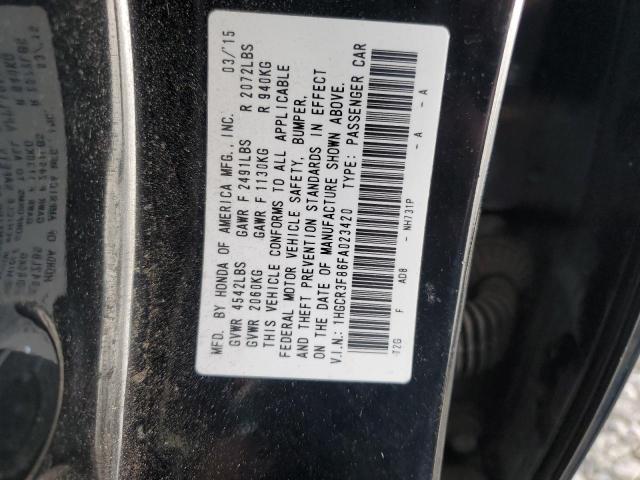 MFD. BY HONDA OF AMERICA MFG., INC. 03/15
GVWR 4542LBS GAWR F 2491LBS R 2072LBS
GVWR 2060KG GAWR F 1130KG R 940KG
THIS VEHICLE CONFORMS TO ALL APPLICABLE
FEDERAL MOTOR VEHICLE SAFETY, BUMPER,
AND THEFT PREVENTION STANDARDS IN EFFECT
ON THE DATE OF MANUFACTURE SHOWN ABOVE.
V.I.N.: 1HGCR3F86FA023420 TYPE: PASSENGER CAR
T2G F AD8 - NH731P - A - A